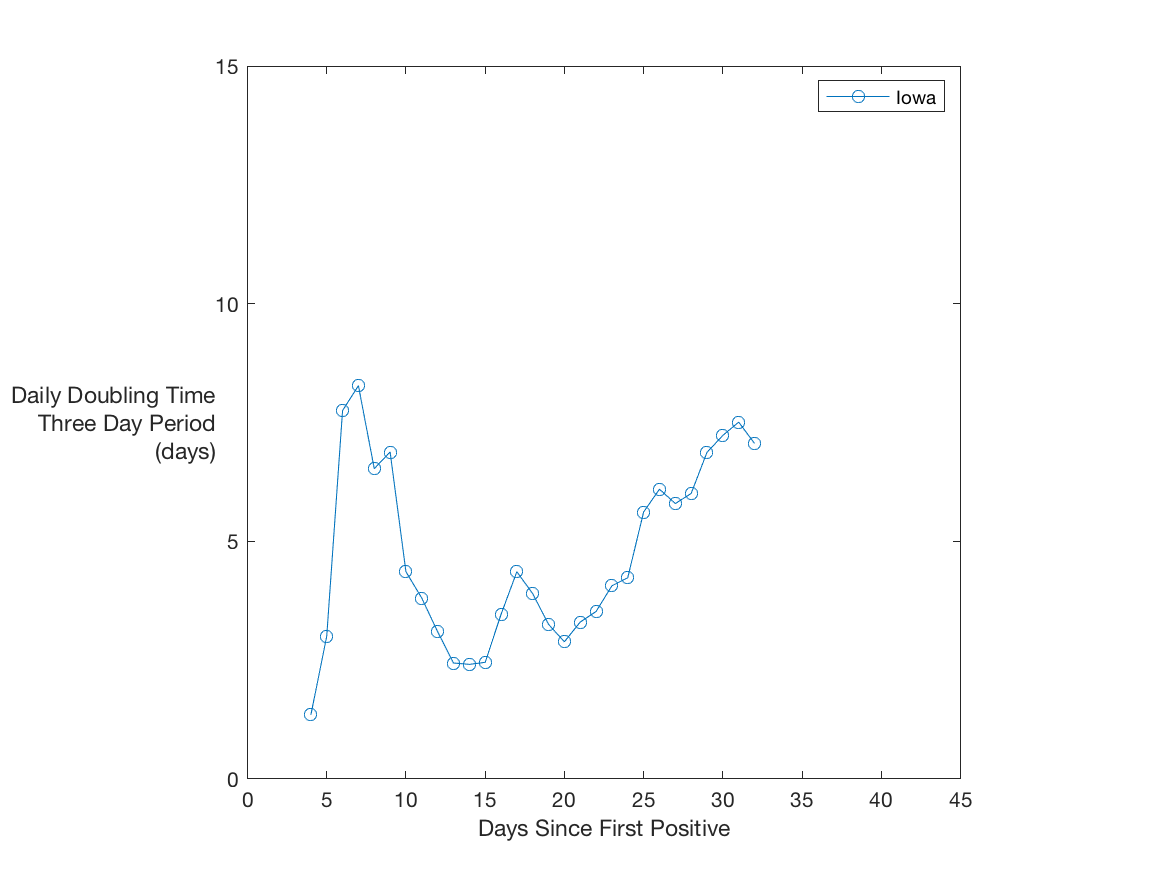 15
Iowa
10
Daily Doubling Time
Three Day Period
(days)
5
0
0 5 10 15 20 25 30 35 40 45
Days Since First Positive